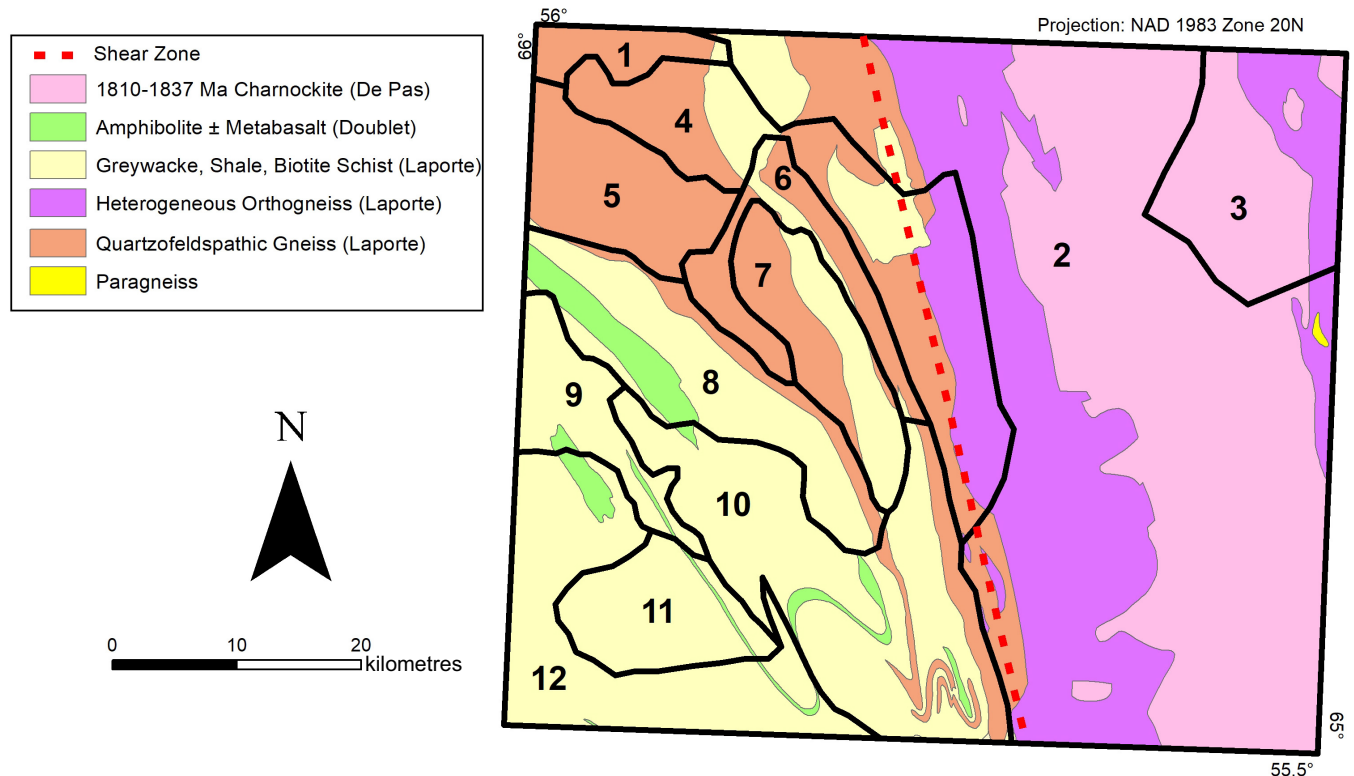 56°
66°
Projection: NAD 1983 Zone 20N
Shear Zone
1810-1837 Ma Charnockite (De Pas)
Amphibolite ± Metabasalt (Doublet)
Greywacke, Shale, Biotite Schist (Laporte)
Heterogeneous Orthogneiss (Laporte)
Quartzofeldspathic Gneiss (Laporte)
Paragneiss
1
4
5
6
7
2
3
8
9
10
11
12
N
0 10 20
kilometres
65°
55.5°